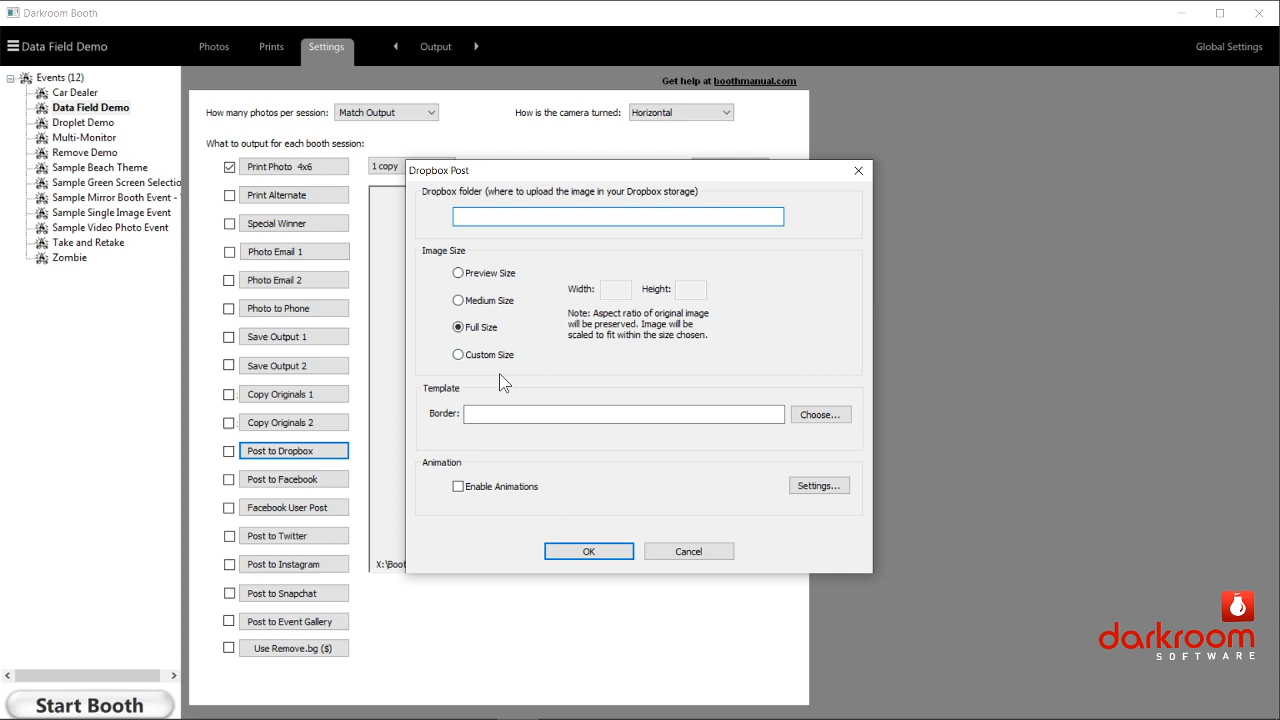 Darkroom Booth
Data Field Demo
Photos
Prints
Settings
Output
Global Settings
Events (12)
Car Dealer
Data Field Demo
Droplet Demo
Multi-Monitor
Remove Demo
Sample Beach Theme
Sample Green Screen Selectio
Sample Mirror Booth Event -
Sample Single Image Event
Sample Video Photo Event
Take and Retake
Zombie
Start Booth
Get help at boothmanual.com
How many photos per session: Match Output
How is the camera turned: Horizontal
What to output for each booth session:
Print Photo 4x6
1 copy
Print Alternate
Special Winner
Photo Email 1
Photo Email 2
Photo to Phone
Save Output 1
Save Output 2
Copy Originals 1
Copy Originals 2
Post to Dropbox
Post to Facebook
Facebook User Post
Post to Twitter
Post to Instagram
Post to Snapchat
Post to Event Gallery
Use Remove.bg ($)
X:\Boot
Dropbox Post
Dropbox folder (where to upload the image in your Dropbox storage)
Image Size
Preview Size
Medium Size
Full Size
Custom Size
Width:
Height:
Note: Aspect ratio of original image
will be preserved. Image will be
scaled to fit within the size chosen.
Template
Border:
Choose...
Animation
Enable Animations
Settings...
OK
Cancel
darkroom
SOFTWARE